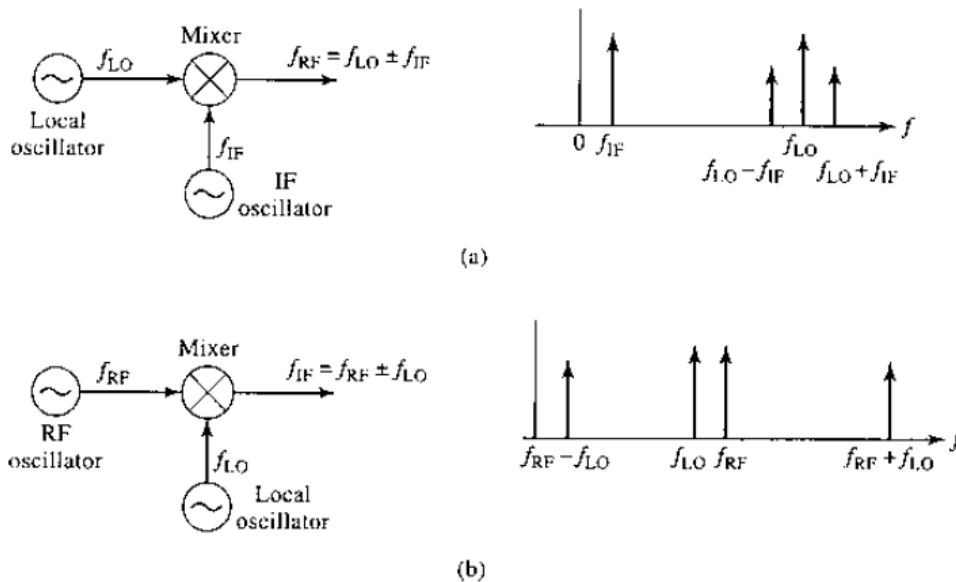 Mixer
f_LO
f_RF = f_LO ± f_IF
Local
oscillator
f_IF
IF
oscillator
0
f_IF
f_LO
f
f_LO − f_IF
f_LO + f_IF
(a)
Mixer
f_RF
f_IF = f_RF ± f_LO
RF
oscillator
f_LO
Local
oscillator
f_RF − f_LO
f_LO
f_RF
f_RF + f_LO
f
(b)